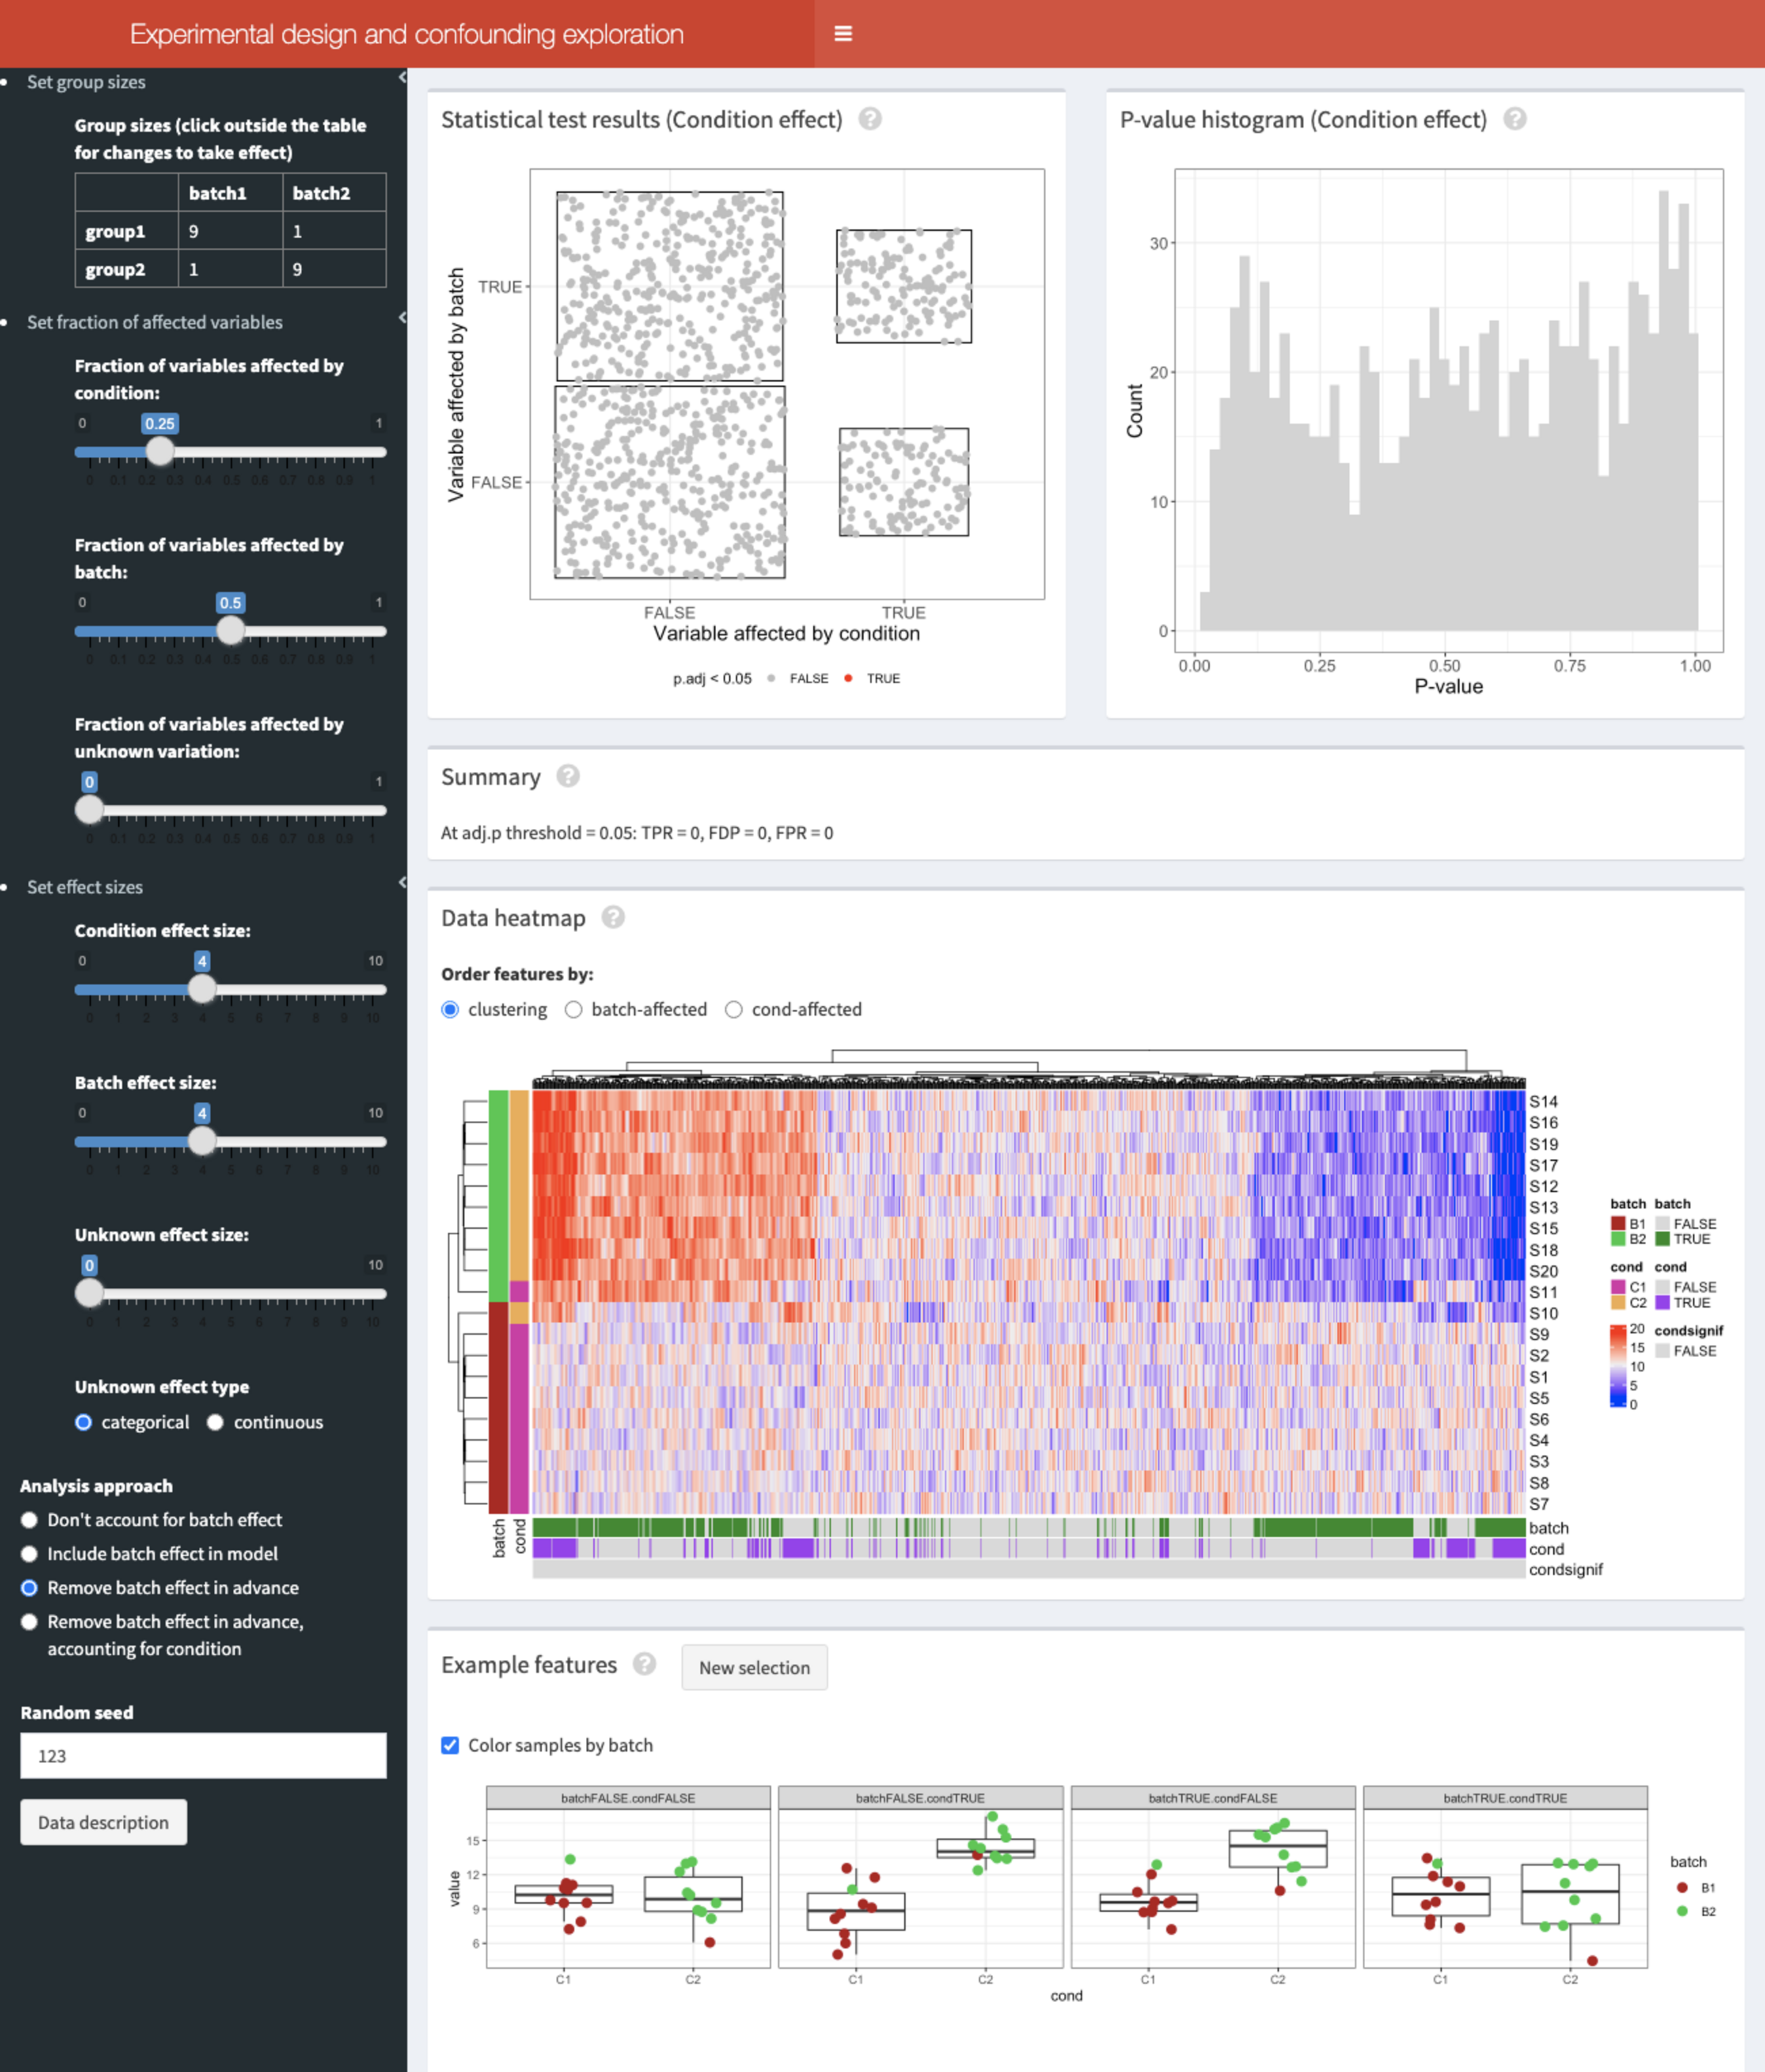 Experimental design and confounding exploration
Set group sizes
Group sizes (click outside the table
for changes to take effect)
batch1 batch2
group1 9 1
group2 1 9
Set fraction of affected variables
Fraction of variables affected by
condition:
0 0.25 1
0 0.1 0.2 0.3 0.4 0.5 0.6 0.7 0.8 0.9 1
Fraction of variables affected by
batch:
0 0.5 1
0 0.1 0.2 0.3 0.4 0.5 0.6 0.7 0.8 0.9 1
Fraction of variables affected by
unknown variation:
0 1
0 0.1 0.2 0.3 0.4 0.5 0.6 0.7 0.8 0.9 1
Set effect sizes
Condition effect size:
0 4 10
0 1 2 3 4 5 6 7 8 9 10
Batch effect size:
0 4 10
0 1 2 3 4 5 6 7 8 9 10
Unknown effect size:
0 10
0 1 2 3 4 5 6 7 8 9 10
Unknown effect type
categorical continuous
Analysis approach
Don't account for batch effect
Include batch effect in model
Remove batch effect in advance
Remove batch effect in advance,
accounting for condition
Random seed
123
Data description
Statistical test results (Condition effect) ?
Variable affected by batch
TRUE
FALSE
FALSE TRUE
Variable affected by condition
p.adj < 0.05 FALSE TRUE
P-value histogram (Condition effect) ?
Count
30
20
10
0
0.00 0.25 0.50 0.75 1.00
P-value
Summary ?
At adj.p threshold = 0.05: TPR = 0, FDP = 0, FPR = 0
Data heatmap ?
Order features by:
clustering batch-affected cond-affected
S14
S16
S19
S17
S12
S13
S15
S18
S20
S11
S10
S9
S2
S1
S5
S6
S4
S3
S8
S7
batch
cond
condsignif
batch cond
batch batch
B1 FALSE
B2 TRUE
cond cond
C1 FALSE
C2 TRUE
20 condsignif
15 FALSE
10
5
0
Example features ? New selection
Color samples by batch
batchFALSE.condFALSE batchFALSE.condTRUE batchTRUE.condFALSE batchTRUE.condTRUE
value
15
12
9
6
C1 C2 C1 C2 C1 C2 C1 C2
cond
batch
B1
B2